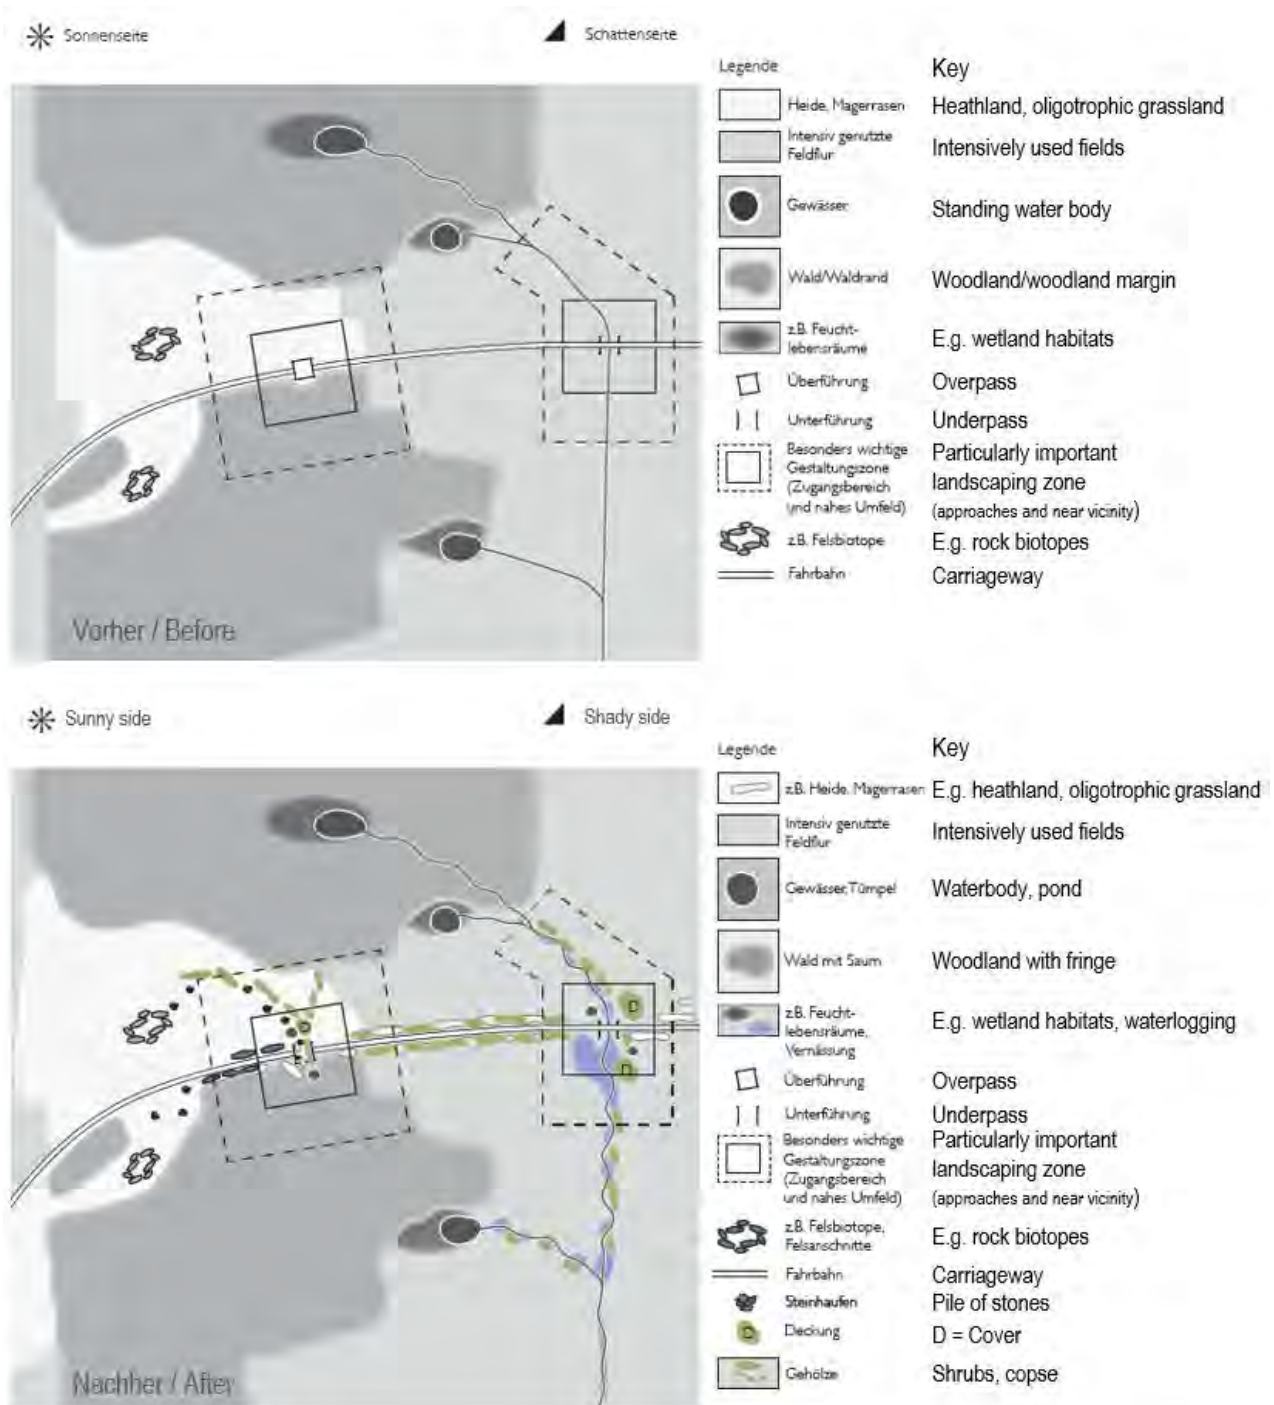 Sonnenseite
Schattenseite
Legende Key
Heide, Magerrasen Heathland, oligotrophic grassland
Intensiv genutzte
Feldflur
Intensively used fields
Gewässer Standing water body
Wald/Waldrand Woodland/woodland margin
z.B. Feucht-
lebensräume
E.g. wetland habitats
Überführung Overpass
Unterführung Underpass
Besonders wichtige
Gestaltungszone
(Zugangsbereich
und nahes Umfeld)
Particularly important
landscaping zone
(approaches and near vicinity)
z.B. Felsbiotope E.g. rock biotopes
Fahrbahn Carriageway
Vorher / Before
Sunny side
Shady side
Legende Key
z.B. Heide, Magerrasen E.g. heathland, oligotrophic grassland
Intensiv genutzte
Feldflur
Intensively used fields
Gewässer, Tümpel Waterbody, pond
Wald mit Saum Woodland with fringe
z.B. Feucht-
lebensräume,
Vernässung
E.g. wetland habitats, waterlogging
Überführung Overpass
Unterführung Underpass
Besonders wichtige
Gestaltungszone
(Zugangsbereich
und nahes Umfeld)
Particularly important
landscaping zone
(approaches and near vicinity)
z.B. Felsbiotope,
Felsanschnitte
E.g. rock biotopes
Fahrbahn Carriageway
Steinhaufen Pile of stones
D
Deckung D = Cover
Gehölze Shrubs, copse
D
D
Nachher / After